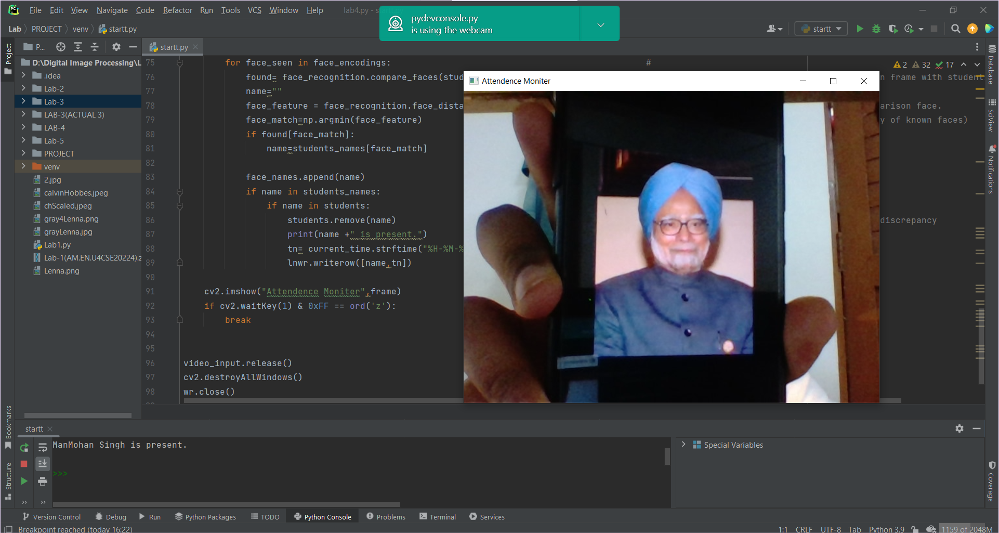 File Edit View Navigate Code Refactor Run Tools VCS Window Help lab4.py - startt.py
pydevconsole.py
is using the webcam
Lab PROJECT venv startt.py
startt
P...
startt.py
Project
D:\Digital Image Processing\L
.idea
Lab-2
Lab-3
LAB-3(ACTUAL 3)
LAB-4
Lab-5
PROJECT
venv
2.jpg
calvinHobbes.jpeg
chScaled.jpeg
gray4Lenna.png
grayLenna.jpg
Lab1.py
Lab-1(AM.EN.U4CSE20224).z
Lenna.png
2 32 17
75 for face_seen in face_encodings: #
76 found= face_recognition.compare_faces(stud
n frame with student
77 name=""
78 face_feature = face_recognition.face_dista
arison face.
79 face_match=np.argmin(face_feature)
y of known faces)
80 if found[face_match]:
81 name=students_names[face_match]
82
83 face_names.append(name)
84 if name in students_names:
85 if name in students:
86 students.remove(name)
discrepancy
87 print(name +" is present.")
88 tn= current_time.strftime("%H-%M-%
89 lnwr.writerow([name,tn])
90
91 cv2.imshow("Attendence Moniter",frame)
92 if cv2.waitKey(1) & 0xFF == ord('z'):
93 break
94
95
96 video_input.release()
97 cv2.destroyAllWindows()
98 wr.close()
Attendence Moniter
Database
SciView
Notifications
Coverage
Bookmarks
Structure
startt
ManMohan Singh is present.
>>>
Special Variables
Version Control Debug Run Python Packages TODO Python Console Problems Terminal Services
Breakpoint reached (today 16:22)
1:1 CRLF UTF-8 Tab Python 3.9 1159 of 2048M